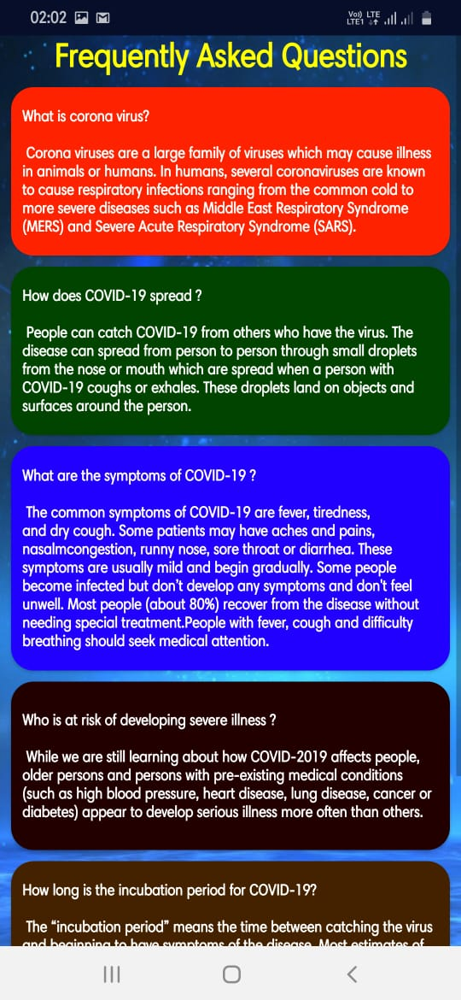 02:02
Vo)) LTE
LTE1
Frequently Asked Questions
What is corona virus?
Corona viruses are a large family of viruses which may cause illness
in animals or humans. In humans, several coronaviruses are known
to cause respiratory infections ranging from the common cold to
more severe diseases such as Middle East Respiratory Syndrome
(MERS) and Severe Acute Respiratory Syndrome (SARS).
How does COVID-19 spread ?
People can catch COVID-19 from others who have the virus. The
disease can spread from person to person through small droplets
from the nose or mouth which are spread when a person with
COVID-19 coughs or exhales. These droplets land on objects and
surfaces around the person.
What are the symptoms of COVID-19 ?
The common symptoms of COVID-19 are fever, tiredness,
and dry cough. Some patients may have aches and pains,
nasalmcongestion, runny nose, sore throat or diarrhea. These
symptoms are usually mild and begin gradually. Some people
become infected but don't develop any symptoms and don't feel
unwell. Most people (about 80%) recover from the disease without
needing special treatment.People with fever, cough and difficulty
breathing should seek medical attention.
Who is at risk of developing severe illness ?
While we are still learning about how COVID-2019 affects people,
older persons and persons with pre-existing medical conditions
(such as high blood pressure, heart disease, lung disease, cancer or
diabetes) appear to develop serious illness more often than others.
How long is the incubation period for COVID-19?
The “incubation period” means the time between catching the virus
and beginning to have symptoms of the disease. Most estimates of